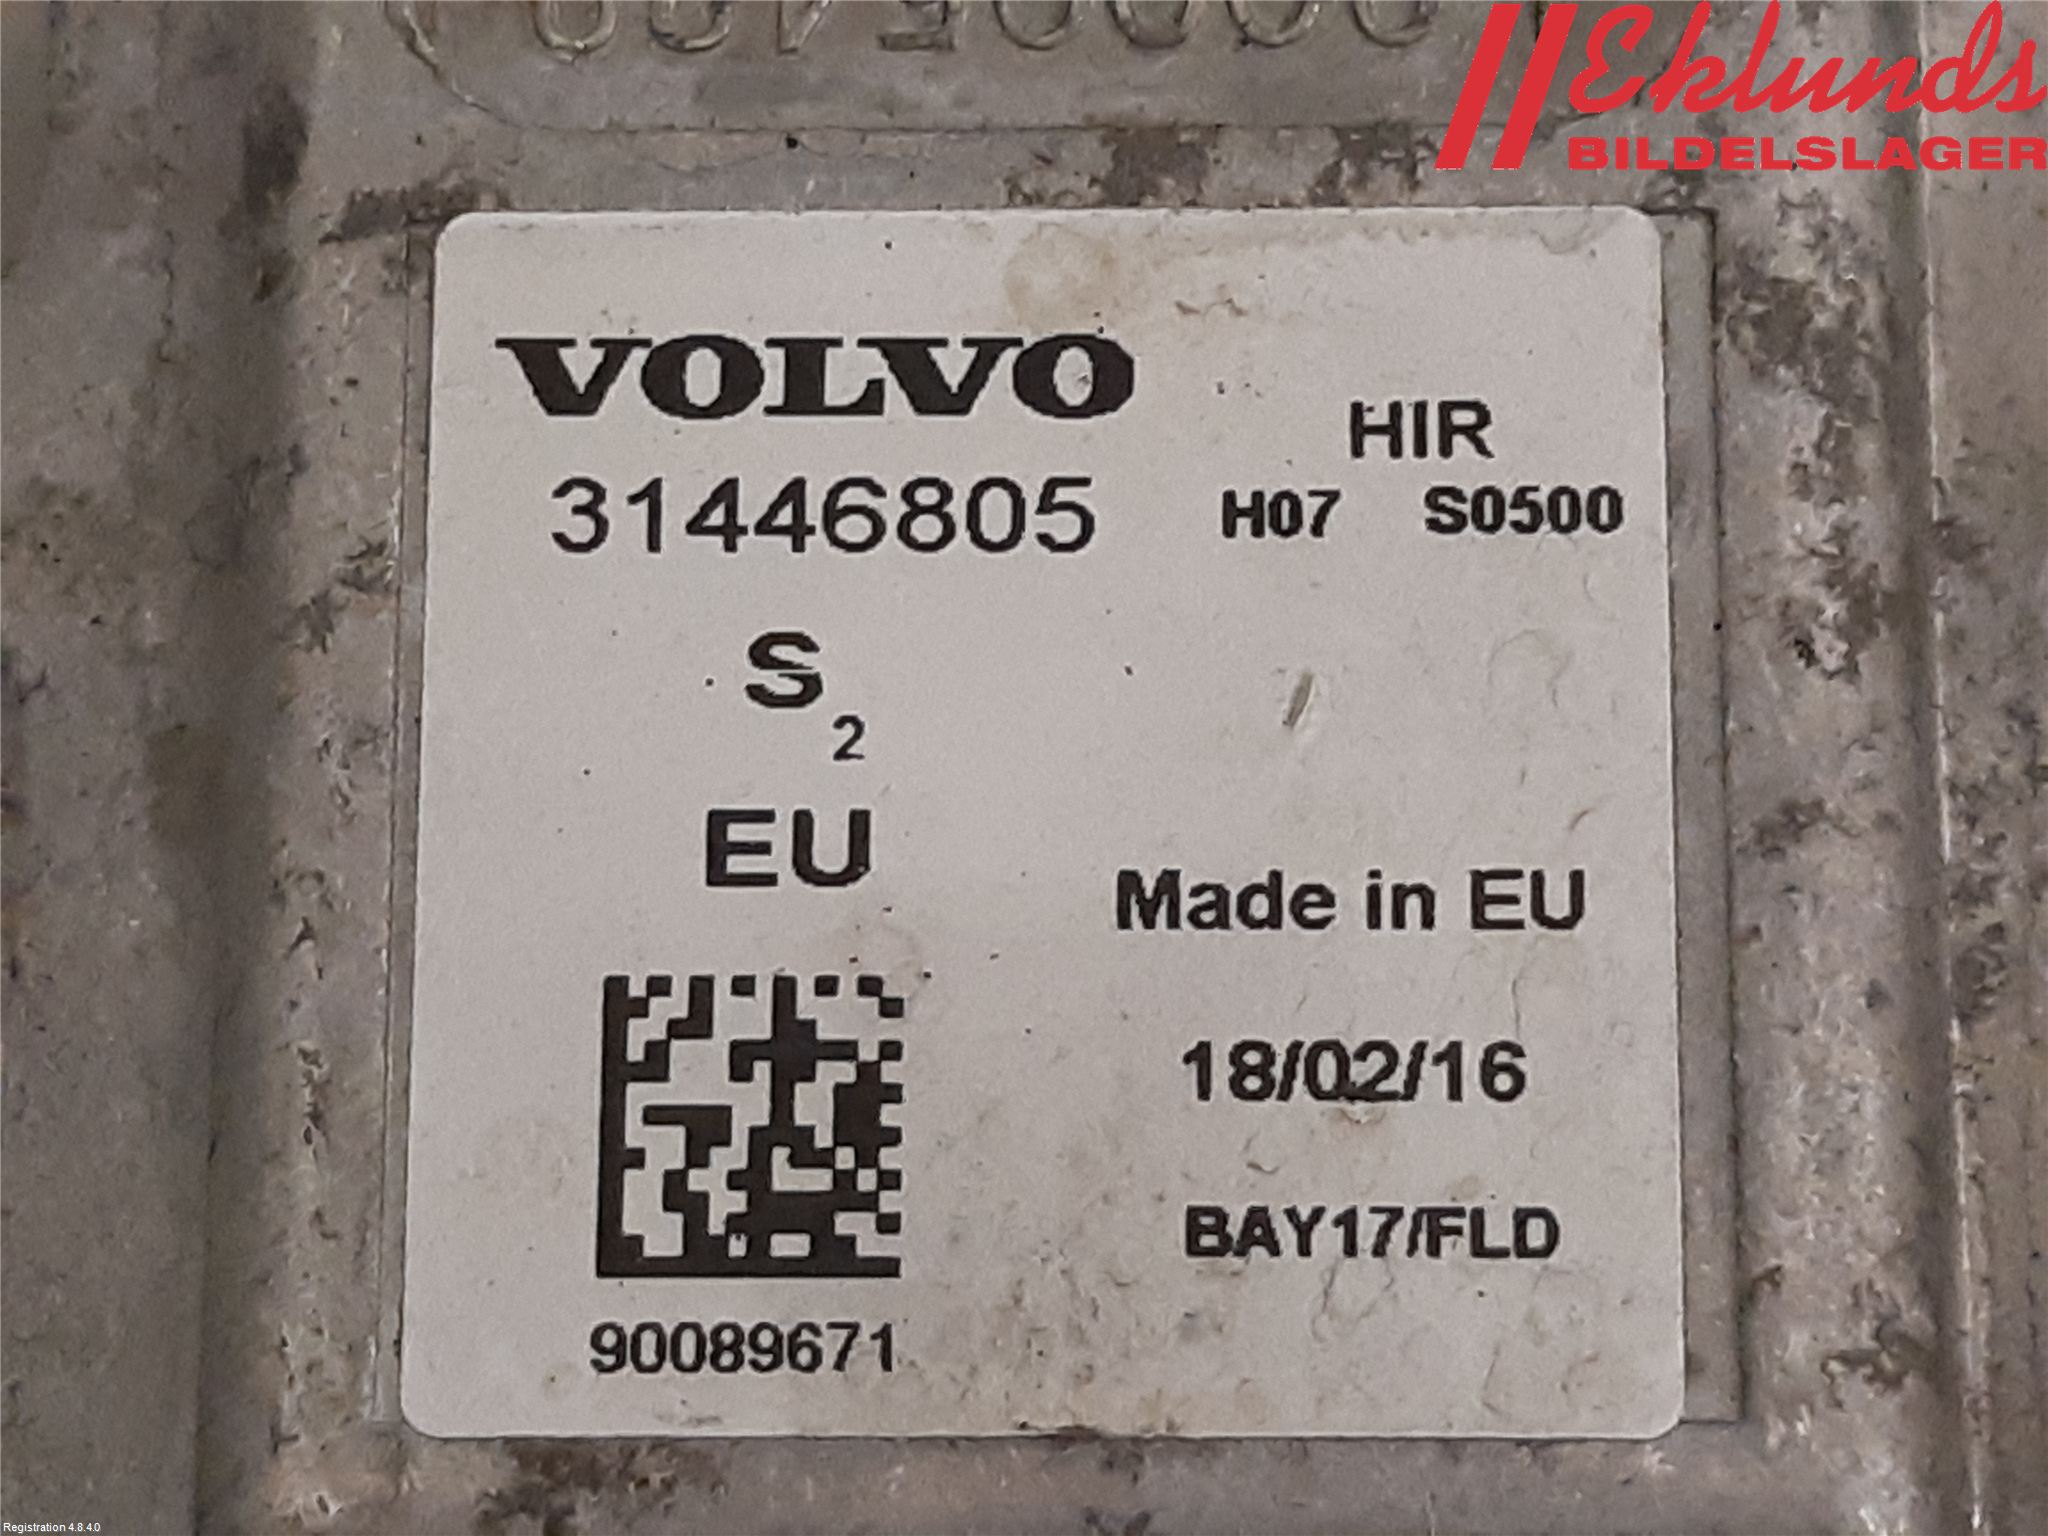 Eklunds
BILDELSLAGER
VOLVO
HIR
31446805
H07 S0500
S
2
EU
Made in EU
18/02/16
BAY17/FLD
90089671
Registration 4.8.4.0